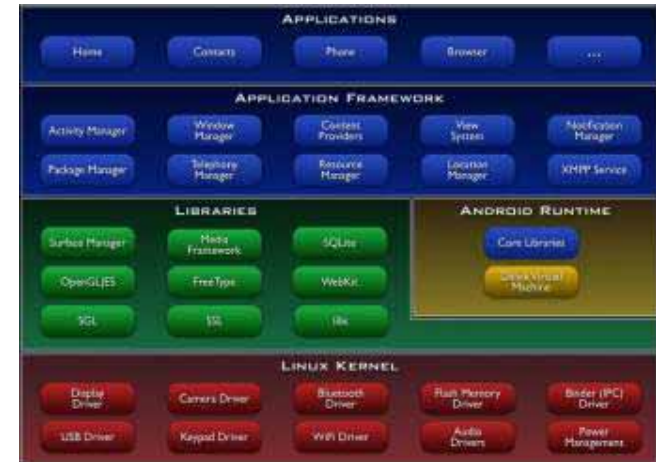 APPLICATIONS
Home Contacts Phone Browser ...
APPLICATION FRAMEWORK
Activity Manager Window Manager Content Providers View System Notification Manager
Package Manager Telephony Manager Resource Manager Location Manager XMPP Service
LIBRARIES
Surface Manager Media Framework SQLite
OpenGL|ES FreeType WebKit
SGL SSL libc
ANDROID RUNTIME
Core Libraries
Dalvik Virtual Machine
LINUX KERNEL
Display Driver Camera Driver Bluetooth Driver Flash Memory Driver Binder (IPC) Driver
USB Driver Keypad Driver WiFi Driver Audio Drivers Power Management